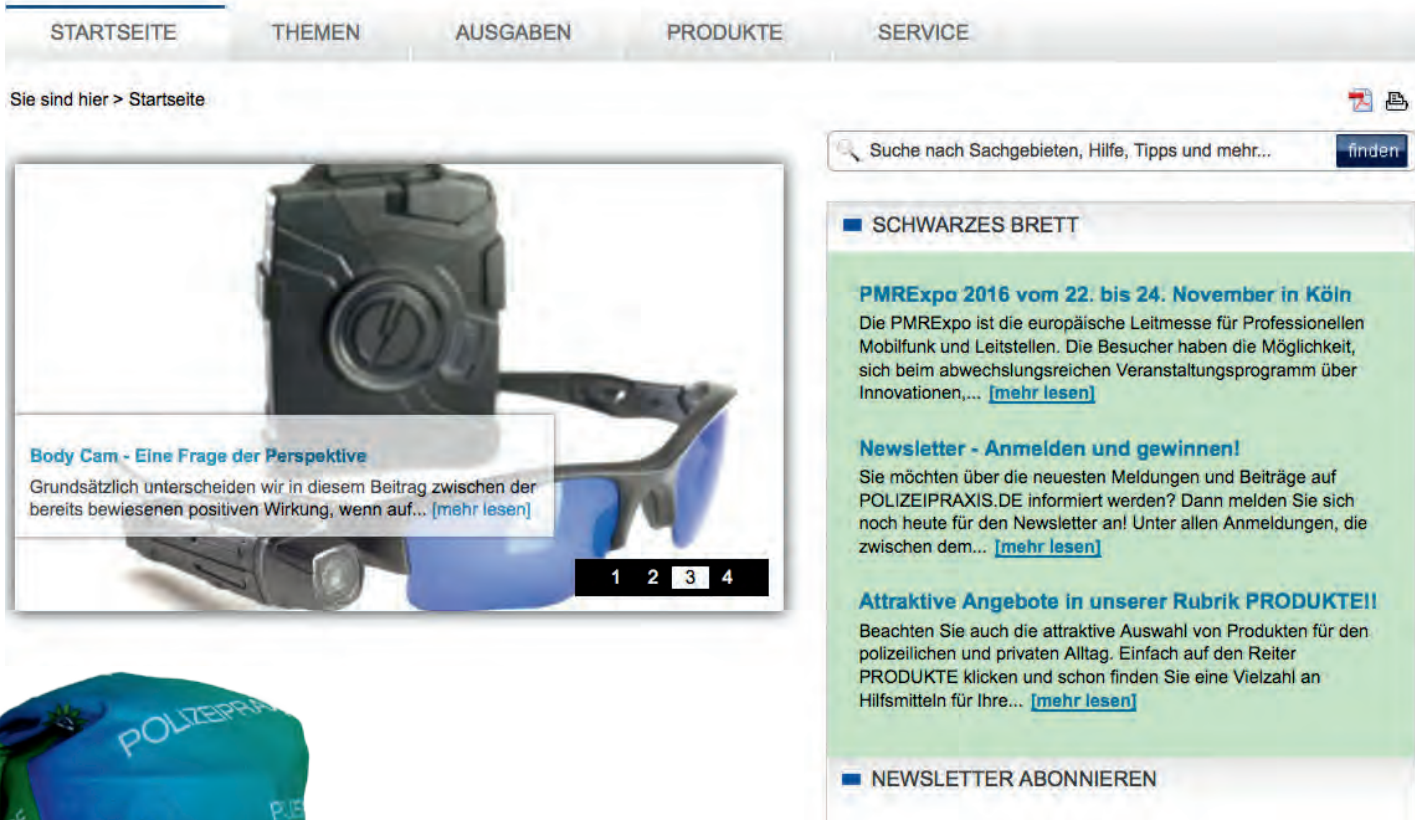 STARTSEITE THEMEN AUSGABEN PRODUKTE SERVICE
Sie sind hier > Startseite
Suche nach Sachgebieten, Hilfe, Tipps und mehr... finden
Body Cam - Eine Frage der Perspektive
Grundsätzlich unterscheiden wir in diesem Beitrag zwischen der
bereits bewiesenen positiven Wirkung, wenn auf... [mehr lesen]
1 2 3 4
POLIZEIPRAXIS
SCHWARZES BRETT
PMRExpo 2016 vom 22. bis 24. November in Köln
Die PMRExpo ist die europäische Leitmesse für Professionellen
Mobilfunk und Leitstellen. Die Besucher haben die Möglichkeit,
sich beim abwechslungsreichen Veranstaltungsprogramm über
Innovationen,... [mehr lesen]
Newsletter - Anmelden und gewinnen!
Sie möchten über die neuesten Meldungen und Beiträge auf
POLIZEIPRAXIS.DE informiert werden? Dann melden Sie sich
noch heute für den Newsletter an! Unter allen Anmeldungen, die
zwischen dem... [mehr lesen]
Attraktive Angebote in unserer Rubrik PRODUKTE!!
Beachten Sie auch die attraktive Auswahl von Produkten für den
polizeilichen und privaten Alltag. Einfach auf den Reiter
PRODUKTE klicken und schon finden Sie eine Vielzahl an
Hilfsmitteln für Ihre... [mehr lesen]
NEWSLETTER ABONNIEREN